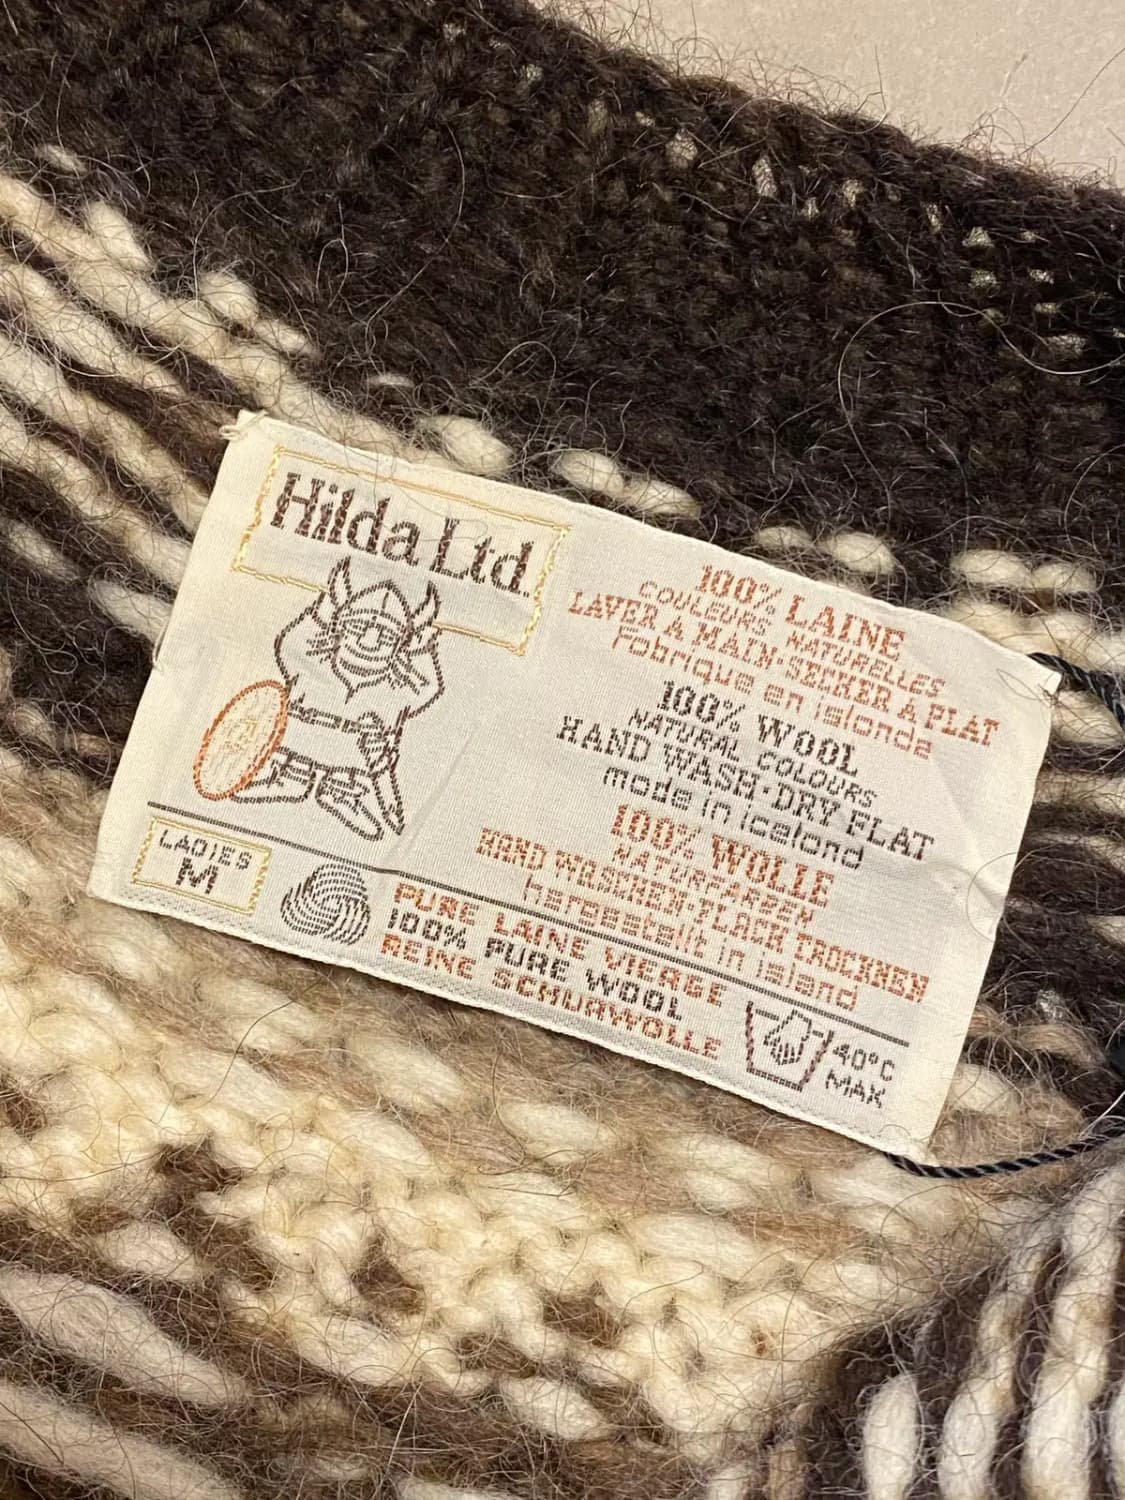 Hilda Ltd.
100% LAINE
COULEURS NATURELLES
LAVER A MAIN·SECHER A PLAT
Fabrique en islande
100% WOOL
NATURAL COLOURS
HAND WASH·DRY FLAT
made in iceland
100% WOLLE
NATURFARBEN
HAND WASCHEN·FLACH TROCKNEN
hergestellt in island
LADIES
M
PURE LAINE VIERGE
100% PURE WOOL
REINE SCHURWOLLE
40°C
MAX